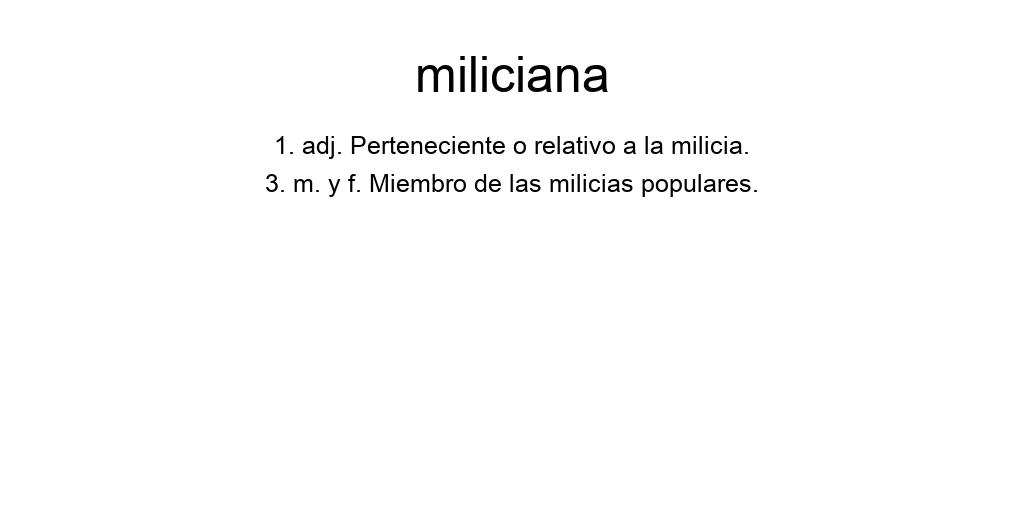 miliciana
1. adj. Perteneciente o relativo a la milicia.
3. m. y f. Miembro de las milicias populares.